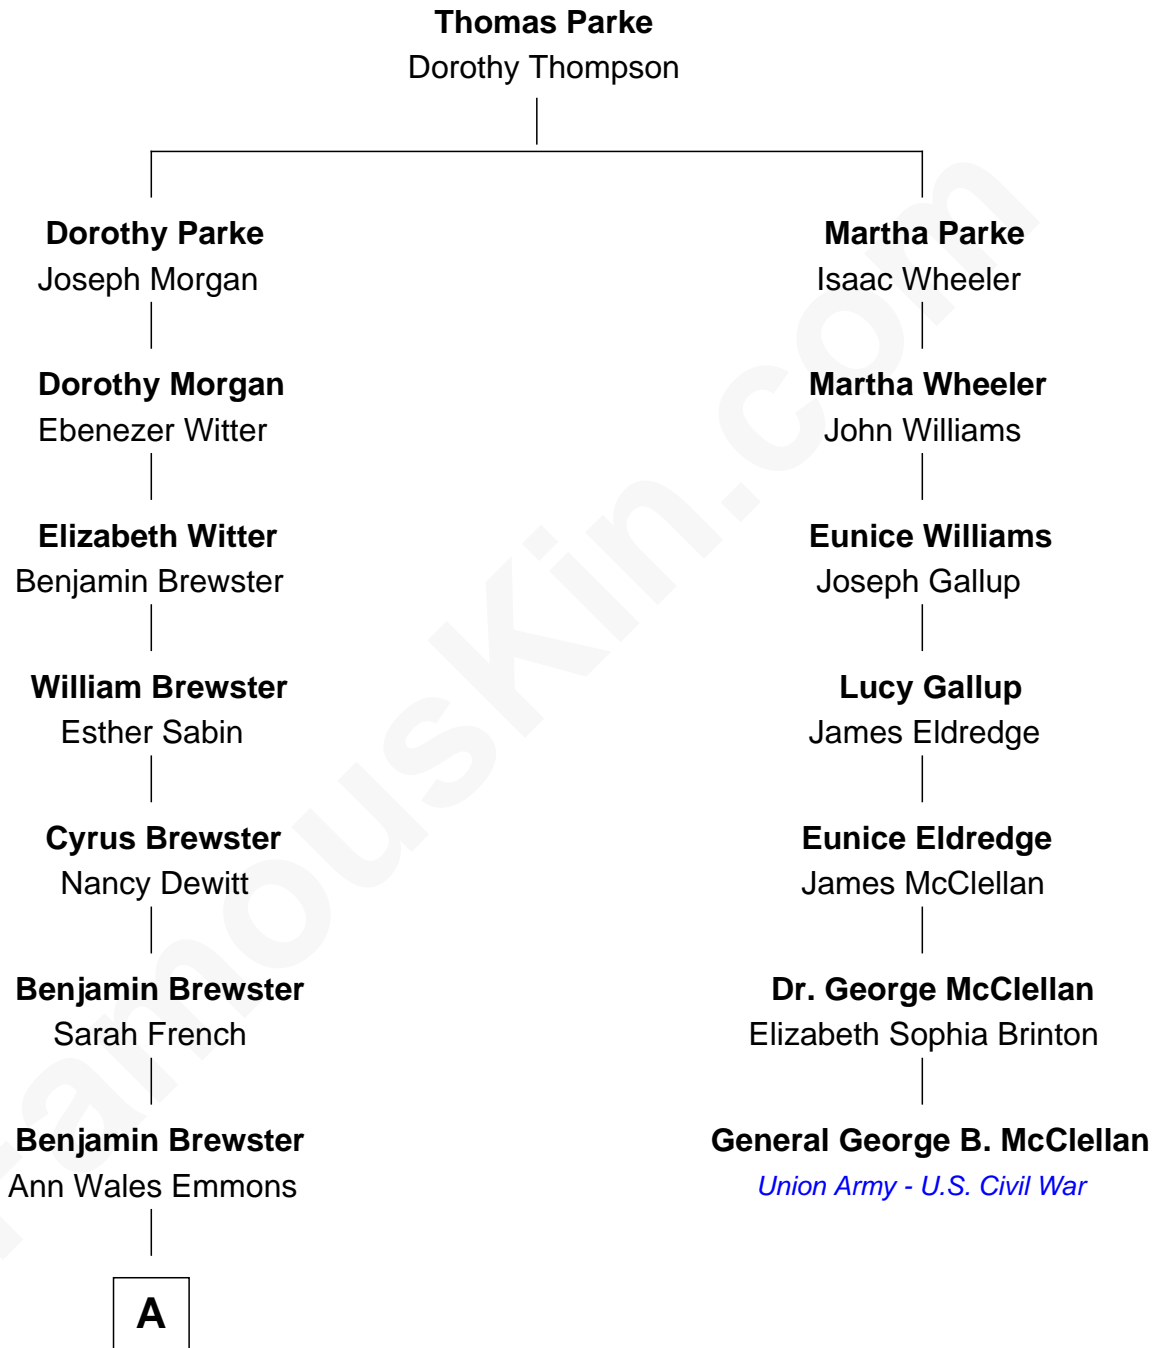 Thomas Parke
Dorothy Thompson
Dorothy Parke
Joseph Morgan
Martha Parke
Isaac Wheeler
Dorothy Morgan
Ebenezer Witter
Martha Wheeler
John Williams
Elizabeth Witter
Benjamin Brewster
Eunice Williams
Joseph Gallup
William Brewster
Esther Sabin
Lucy Gallup
James Eldredge
Cyrus Brewster
Nancy Dewitt
Eunice Eldredge
James McClellan
Benjamin Brewster
Sarah French
Dr. George McClellan
Elizabeth Sophia Brinton
Benjamin Brewster
Ann Wales Emmons
General George B. McClellan
Union Army - U.S. Civil War
A
FamousKin.com